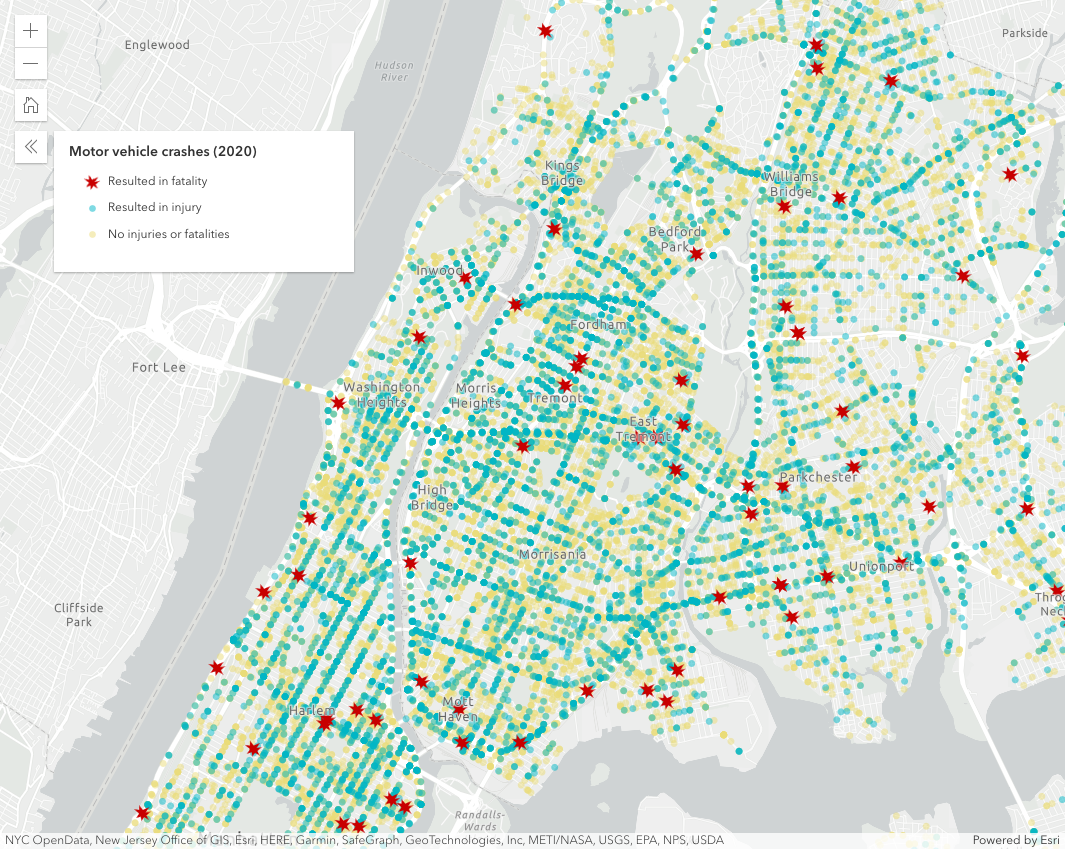 Englewood
Hudson
River
Parkside
Motor vehicle crashes (2020)
Resulted in fatality
Resulted in injury
No injuries or fatalities
Kings
Bridge
Williams
Bridge
Bedford
Park
Inwood
Fordham
Fort Lee
Washington
Heights
Morris
Heights
Tremont
East
Tremont
Parkchester
High
Bridge
Morrisania
Unionport
Cliffside
Park
Throg
Neck
Harlem
Mott
Haven
Randalls-
Wards
NYC OpenData, New Jersey Office of GIS, Esri, HERE, Garmin, SafeGraph, GeoTechnologies, Inc, METI/NASA, USGS, EPA, NPS, USDA
Powered by Esri